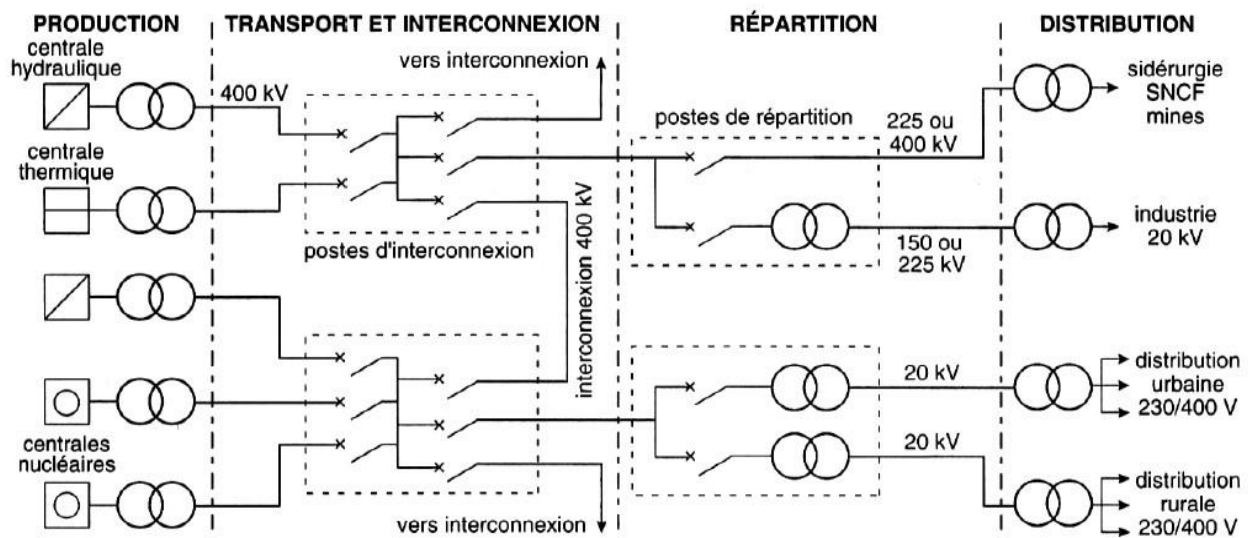 PRODUCTION
TRANSPORT ET INTERCONNEXION
RÉPARTITION
DISTRIBUTION
centrale
hydraulique
400 kV
vers interconnexion
postes de répartition
225 ou
400 kV
sidérurgie
SNCF
mines
centrale
thermique
postes d'interconnexion
interconnexion 400 kV
150 ou
225 kV
industrie
20 kV
20 kV
distribution
urbaine
230/400 V
centrales
nucléaires
20 kV
vers interconnexion
distribution
rurale
230/400 V